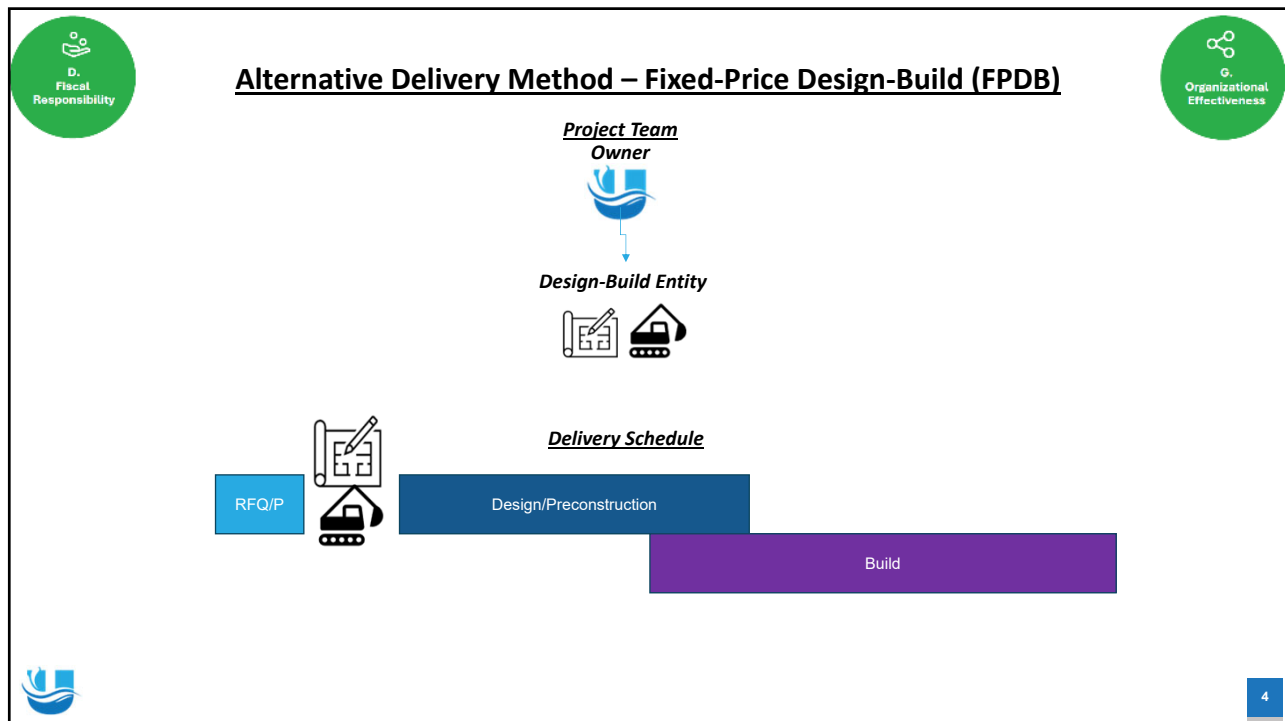 D.
Fiscal
Responsibility
G.
Organizational
Effectiveness
Alternative Delivery Method – Fixed-Price Design-Build (FPDB)
Project Team
Owner
Design-Build Entity
Delivery Schedule
RFQ/P
Design/Preconstruction
Build
4